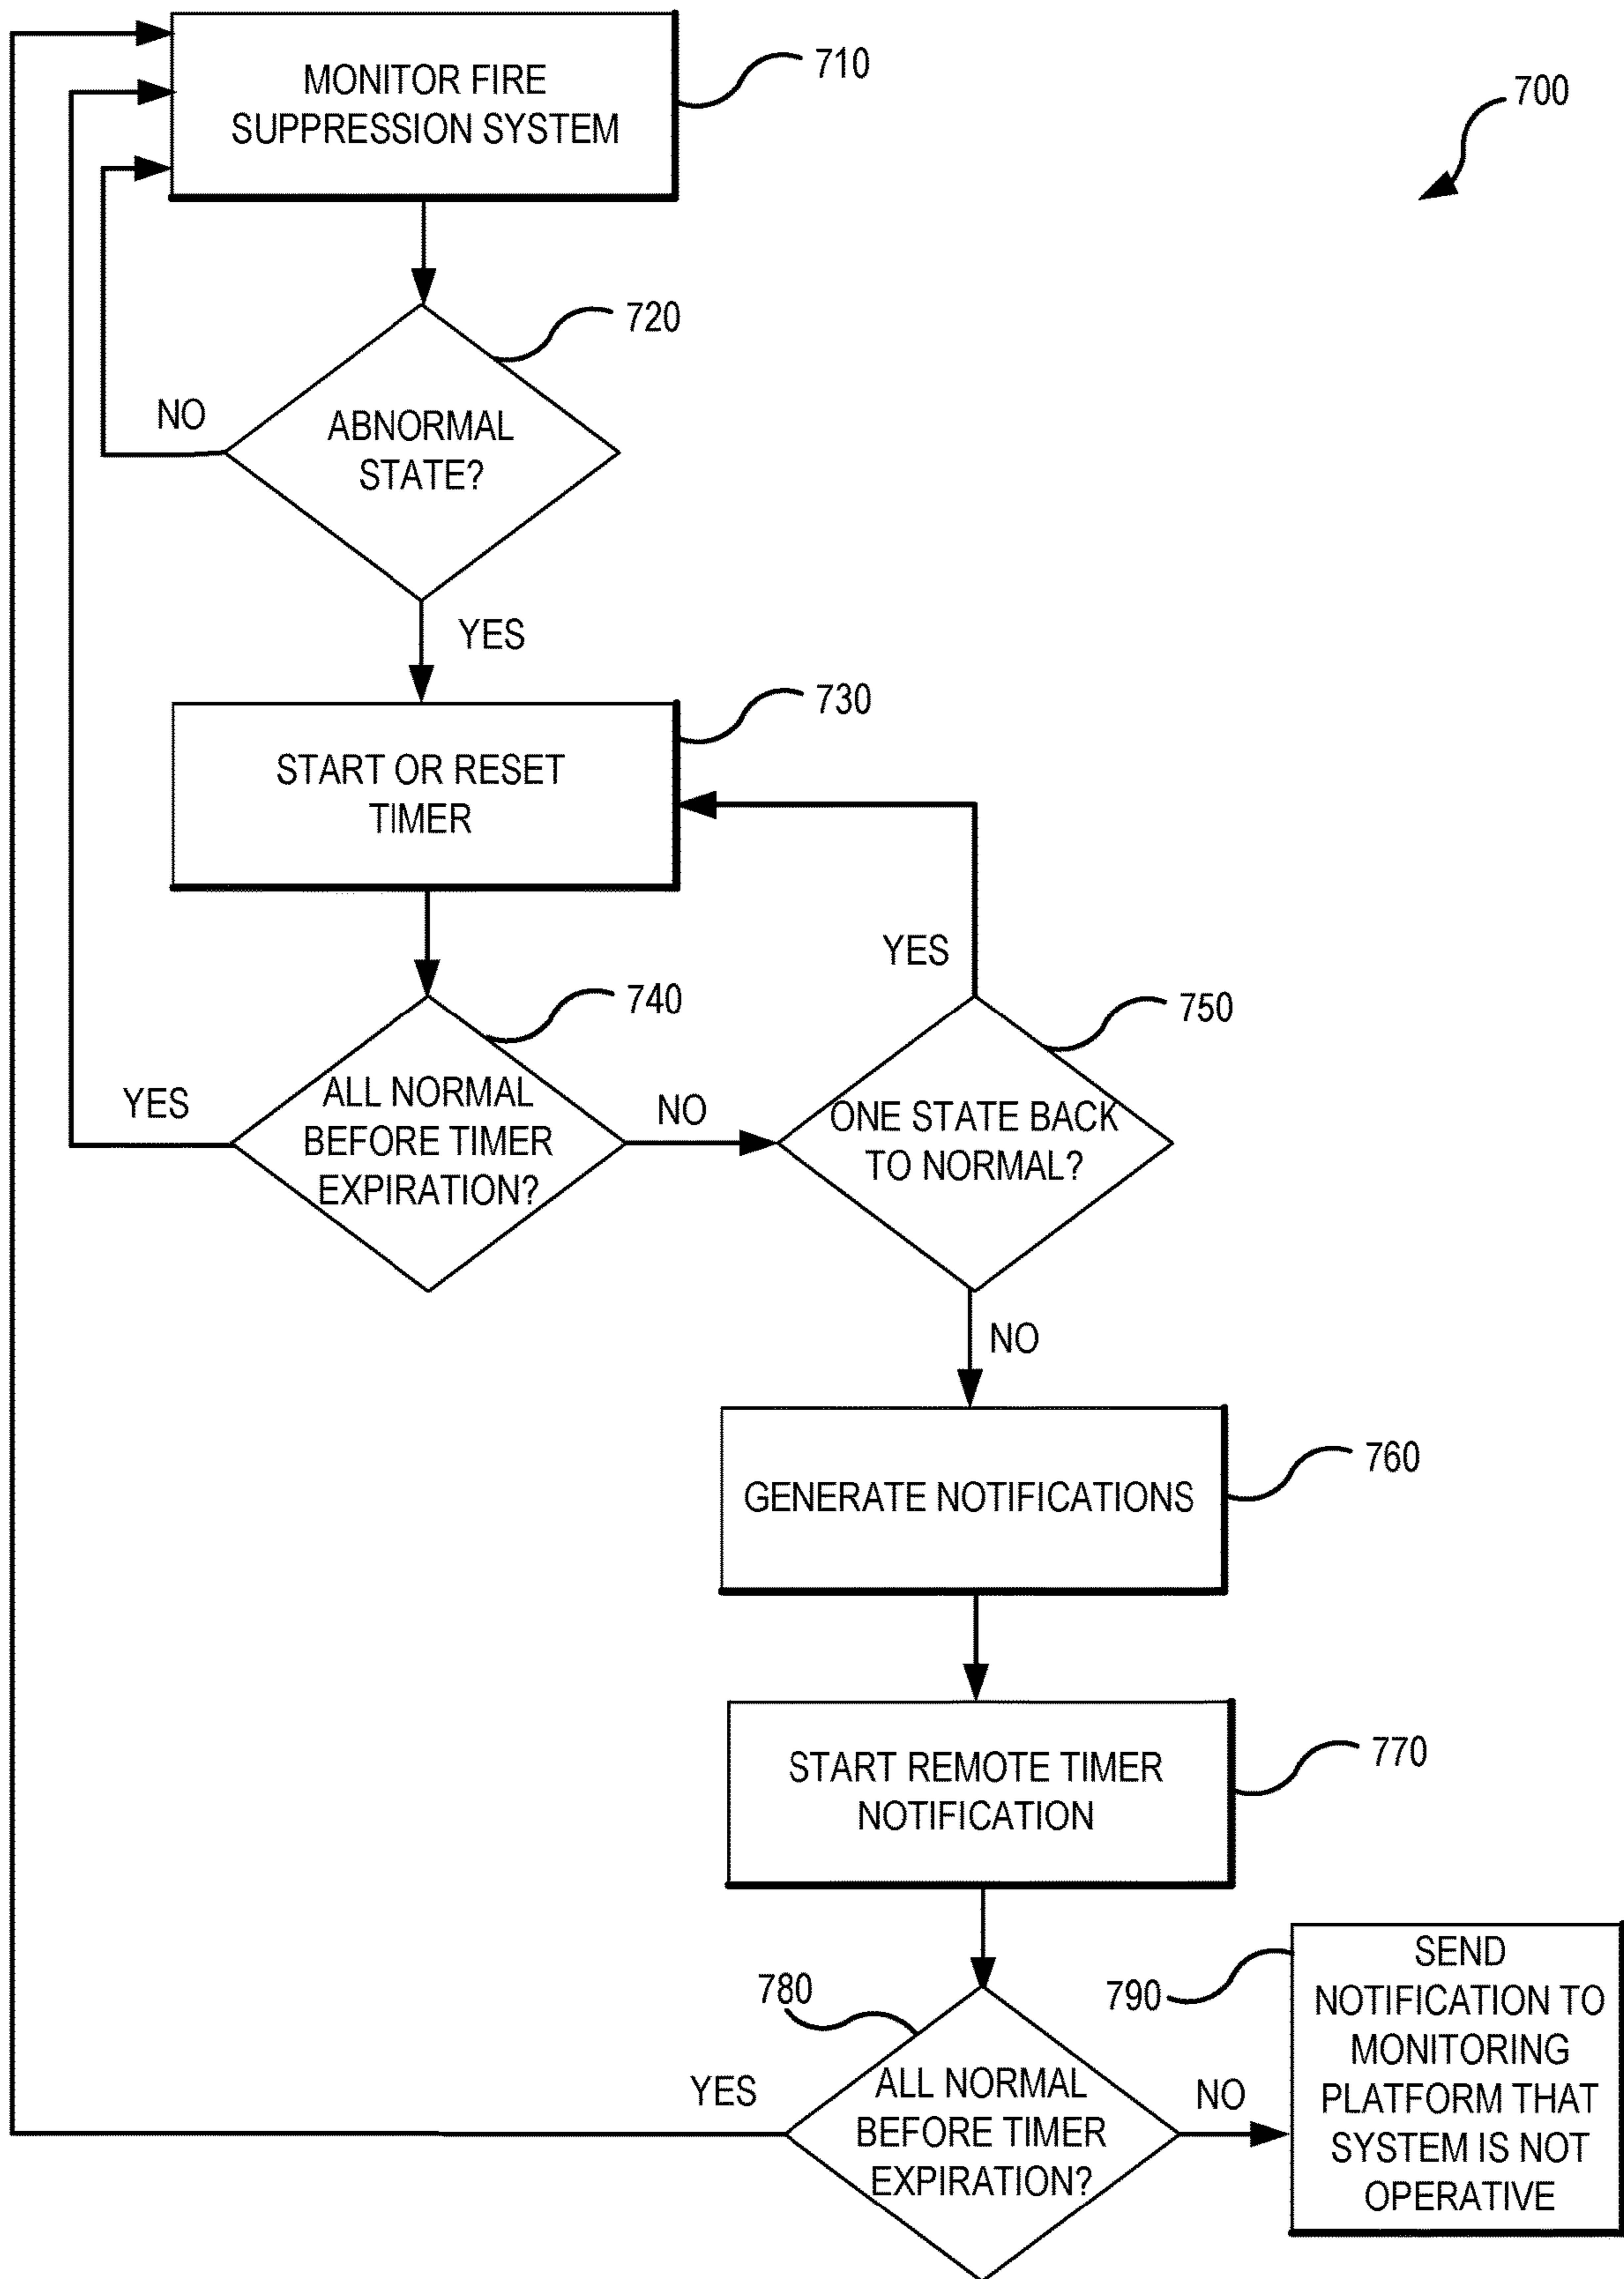 MONITOR FIRE
SUPPRESSION SYSTEM
710
700
720
ABNORMAL
STATE?
NO
YES
730
START OR RESET
TIMER
YES
740
750
ALL NORMAL
BEFORE TIMER
EXPIRATION?
YES
NO
ONE STATE BACK
TO NORMAL?
NO
760
GENERATE NOTIFICATIONS
770
START REMOTE TIMER
NOTIFICATION
780
ALL NORMAL
BEFORE TIMER
EXPIRATION?
YES
NO
790
SEND
NOTIFICATION TO
MONITORING
PLATFORM THAT
SYSTEM IS NOT
OPERATIVE